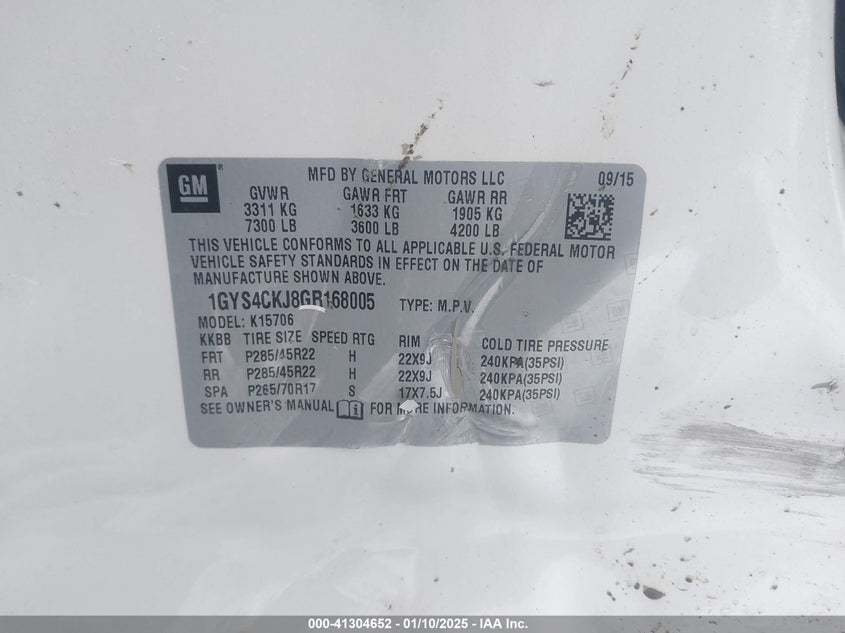 GM
MFD BY GENERAL MOTORS LLC 09/15
GVWR GAWR FRT GAWR RR
3311 KG 1633 KG 1905 KG
7300 LB 3600 LB 4200 LB
THIS VEHICLE CONFORMS TO ALL APPLICABLE U.S. FEDERAL MOTOR
VEHICLE SAFETY STANDARDS IN EFFECT ON THE DATE OF
MANUFACTURE SHOWN ABOVE.
1GYS4CKJ8GR168005 TYPE: M.P.V.
MODEL: K15706
KKBB TIRE SIZE SPEED RTG RIM COLD TIRE PRESSURE
FRT P285/45R22 H 22X9J 240KPA(35PSI)
RR P285/45R22 H 22X9J 240KPA(35PSI)
SPA P265/70R17 S 17X7.5J 240KPA(35PSI)
SEE OWNER'S MANUAL FOR MORE INFORMATION.
000-41304652 - 01/10/2025 - IAA Inc.